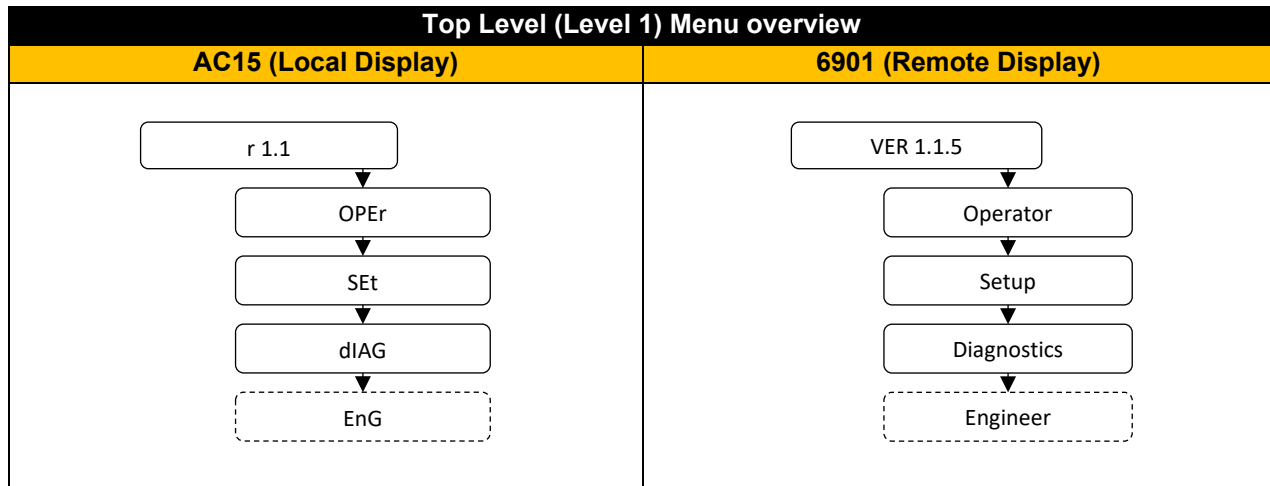 Top Level (Level 1) Menu overview
AC15 (Local Display)
6901 (Remote Display)
r 1.1
OPEr
SEt
dIAG
EnG
VER 1.1.5
Operator
Setup
Diagnostics
Engineer